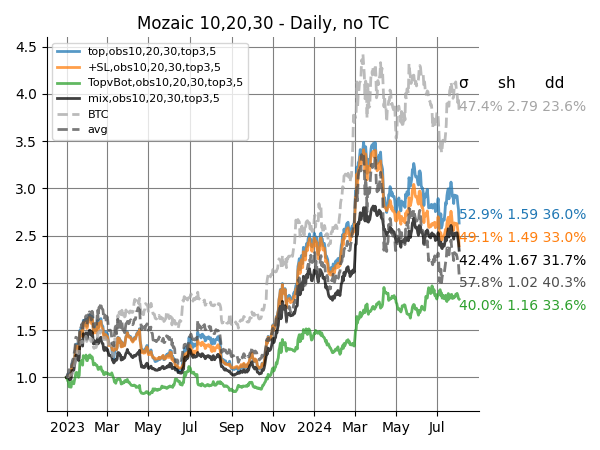 Mozaic 10,20,30 - Daily, no TC
top,obs10,20,30,top3,5
+SL,obs10,20,30,top3,5
TopvBot,obs10,20,30,top3,5
mix,obs10,20,30,top3,5
BTC
avg
σ sh dd
47.4% 2.79 23.6%
52.9% 1.59 36.0%
49.1% 1.49 33.0%
42.4% 1.67 31.7%
57.8% 1.02 40.3%
40.0% 1.16 33.6%
4.5
4.0
3.5
3.0
2.5
2.0
1.5
1.0
2023 Mar May Jul Sep Nov 2024 Mar May Jul